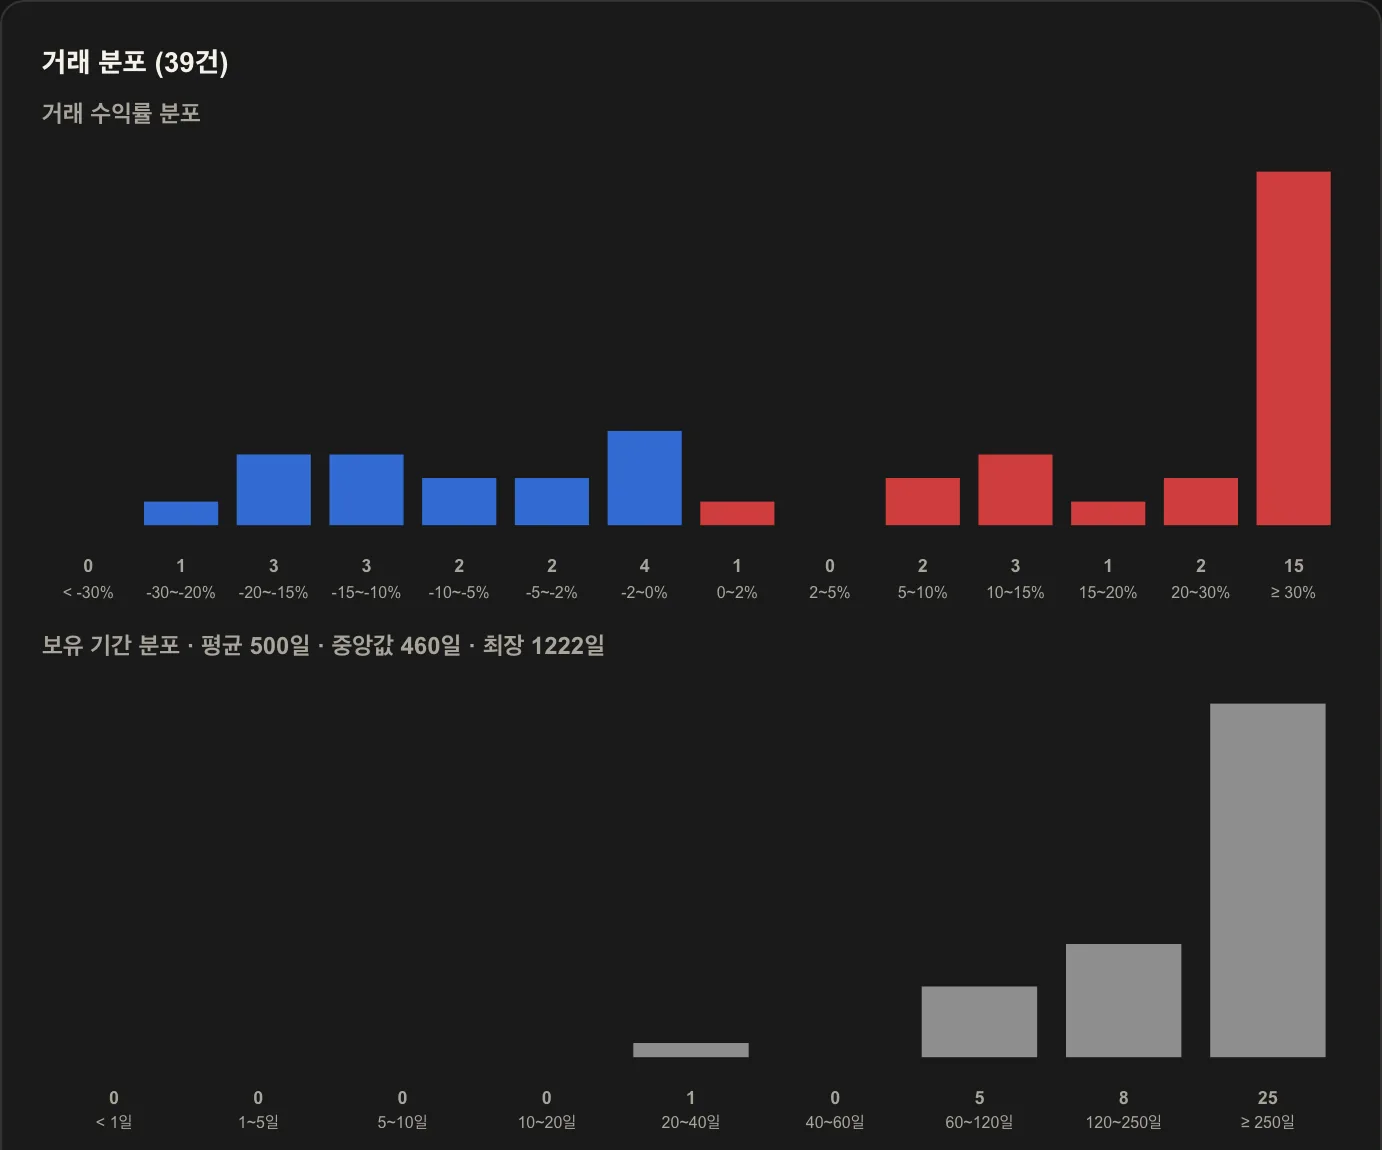 거래 분포 (39건)
거래 수익률 분포
0 1 3 3 2 2 4 1 0 2 3 1 2 15
< -30% -30~-20% -20~-15% -15~-10% -10~-5% -5~-2% -2~0% 0~2% 2~5% 5~10% 10~15% 15~20% 20~30% ≥ 30%
보유 기간 분포 · 평균 500일 · 중앙값 460일 · 최장 1222일
0 0 0 0 1 0 5 8 25
< 1일 1~5일 5~10일 10~20일 20~40일 40~60일 60~120일 120~250일 ≥ 250일